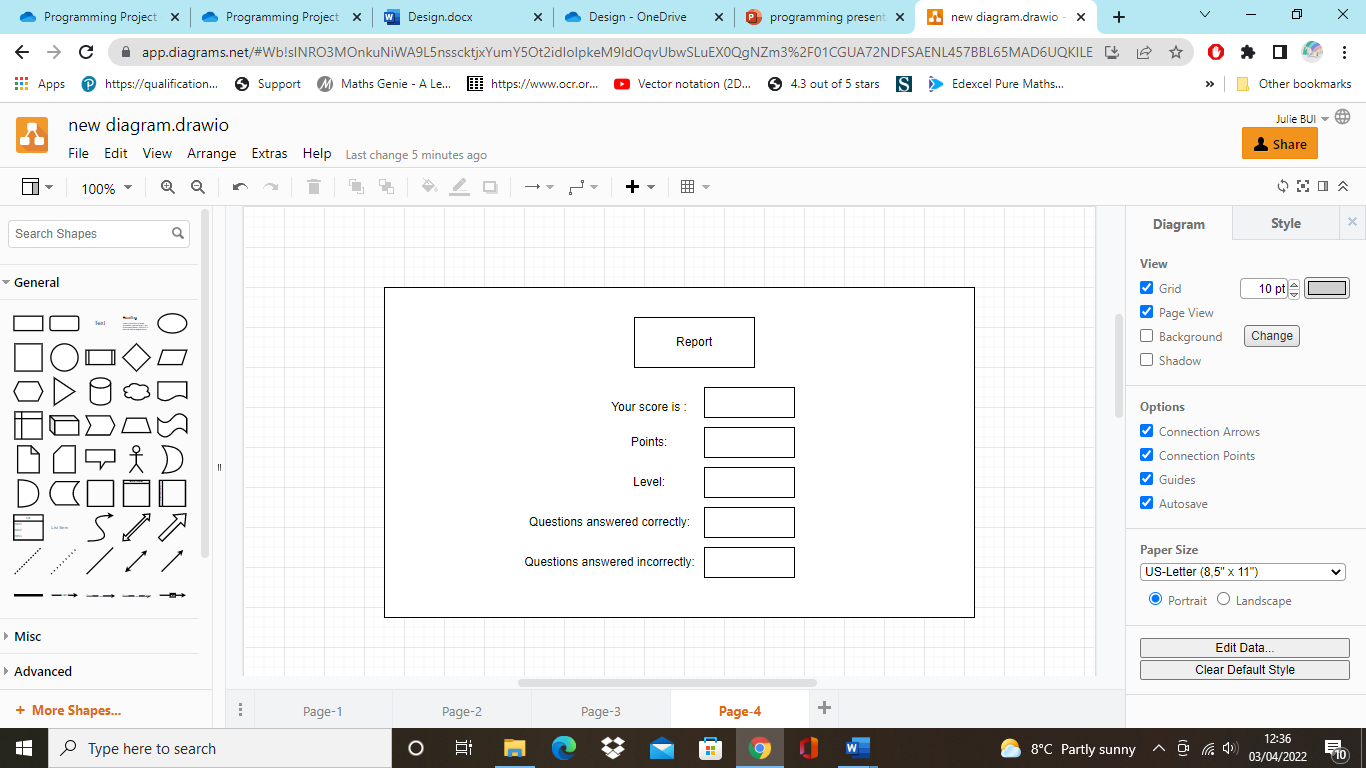 Programming Project
Programming Project
Design.docx
Design - OneDrive
programming present
new diagram.drawio -
app.diagrams.net/#Wb!sINRO3MOnkuNiWA9L5nsscktjxYumY5Ot2idIoIpkeM9IdOqvUbwSLuEX0QgNZm3%2F01CGUA72NDFSAENL457BBL65MAD6UQKILE
Apps
https://qualification...
Support
Maths Genie - A Le...
https://www.ocr.or...
Vector notation (2D...
4.3 out of 5 stars
Edexcel Pure Maths...
»
Other bookmarks
new diagram.drawio
Julie BUI
File Edit View Arrange Extras Help Last change 5 minutes ago
Share
100%
Search Shapes
Diagram
Style
General
Text
Heading
List Item
Misc
Advanced
+ More Shapes...
Report
Your score is :
Points:
Level:
Questions answered correctly:
Questions answered incorrectly:
View
Grid
10 pt
Page View
Background
Change
Shadow
Options
Connection Arrows
Connection Points
Guides
Autosave
Paper Size
US-Letter (8,5" x 11")
Portrait
Landscape
Edit Data...
Clear Default Style
Page-1
Page-2
Page-3
Page-4
Type here to search
8°C Partly sunny
12:36
03/04/2022
10